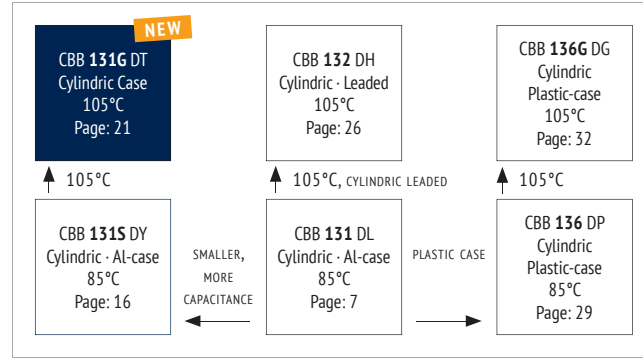 NEW
CBB 131G DT
Cylindric Case
105°C
Page: 21
CBB 132 DH
Cylindric · Leaded
105°C
Page: 26
CBB 136G DG
Cylindric
Plastic-case
105°C
Page: 32
105°C
105°C, CYLINDRIC LEADED
105°C
CBB 131S DY
Cylindric · Al-case
85°C
Page: 16
SMALLER,
MORE
CAPACITANCE
CBB 131 DL
Cylindric · Al-case
85°C
Page: 7
PLASTIC CASE
CBB 136 DP
Cylindric
Plastic-case
85°C
Page: 29